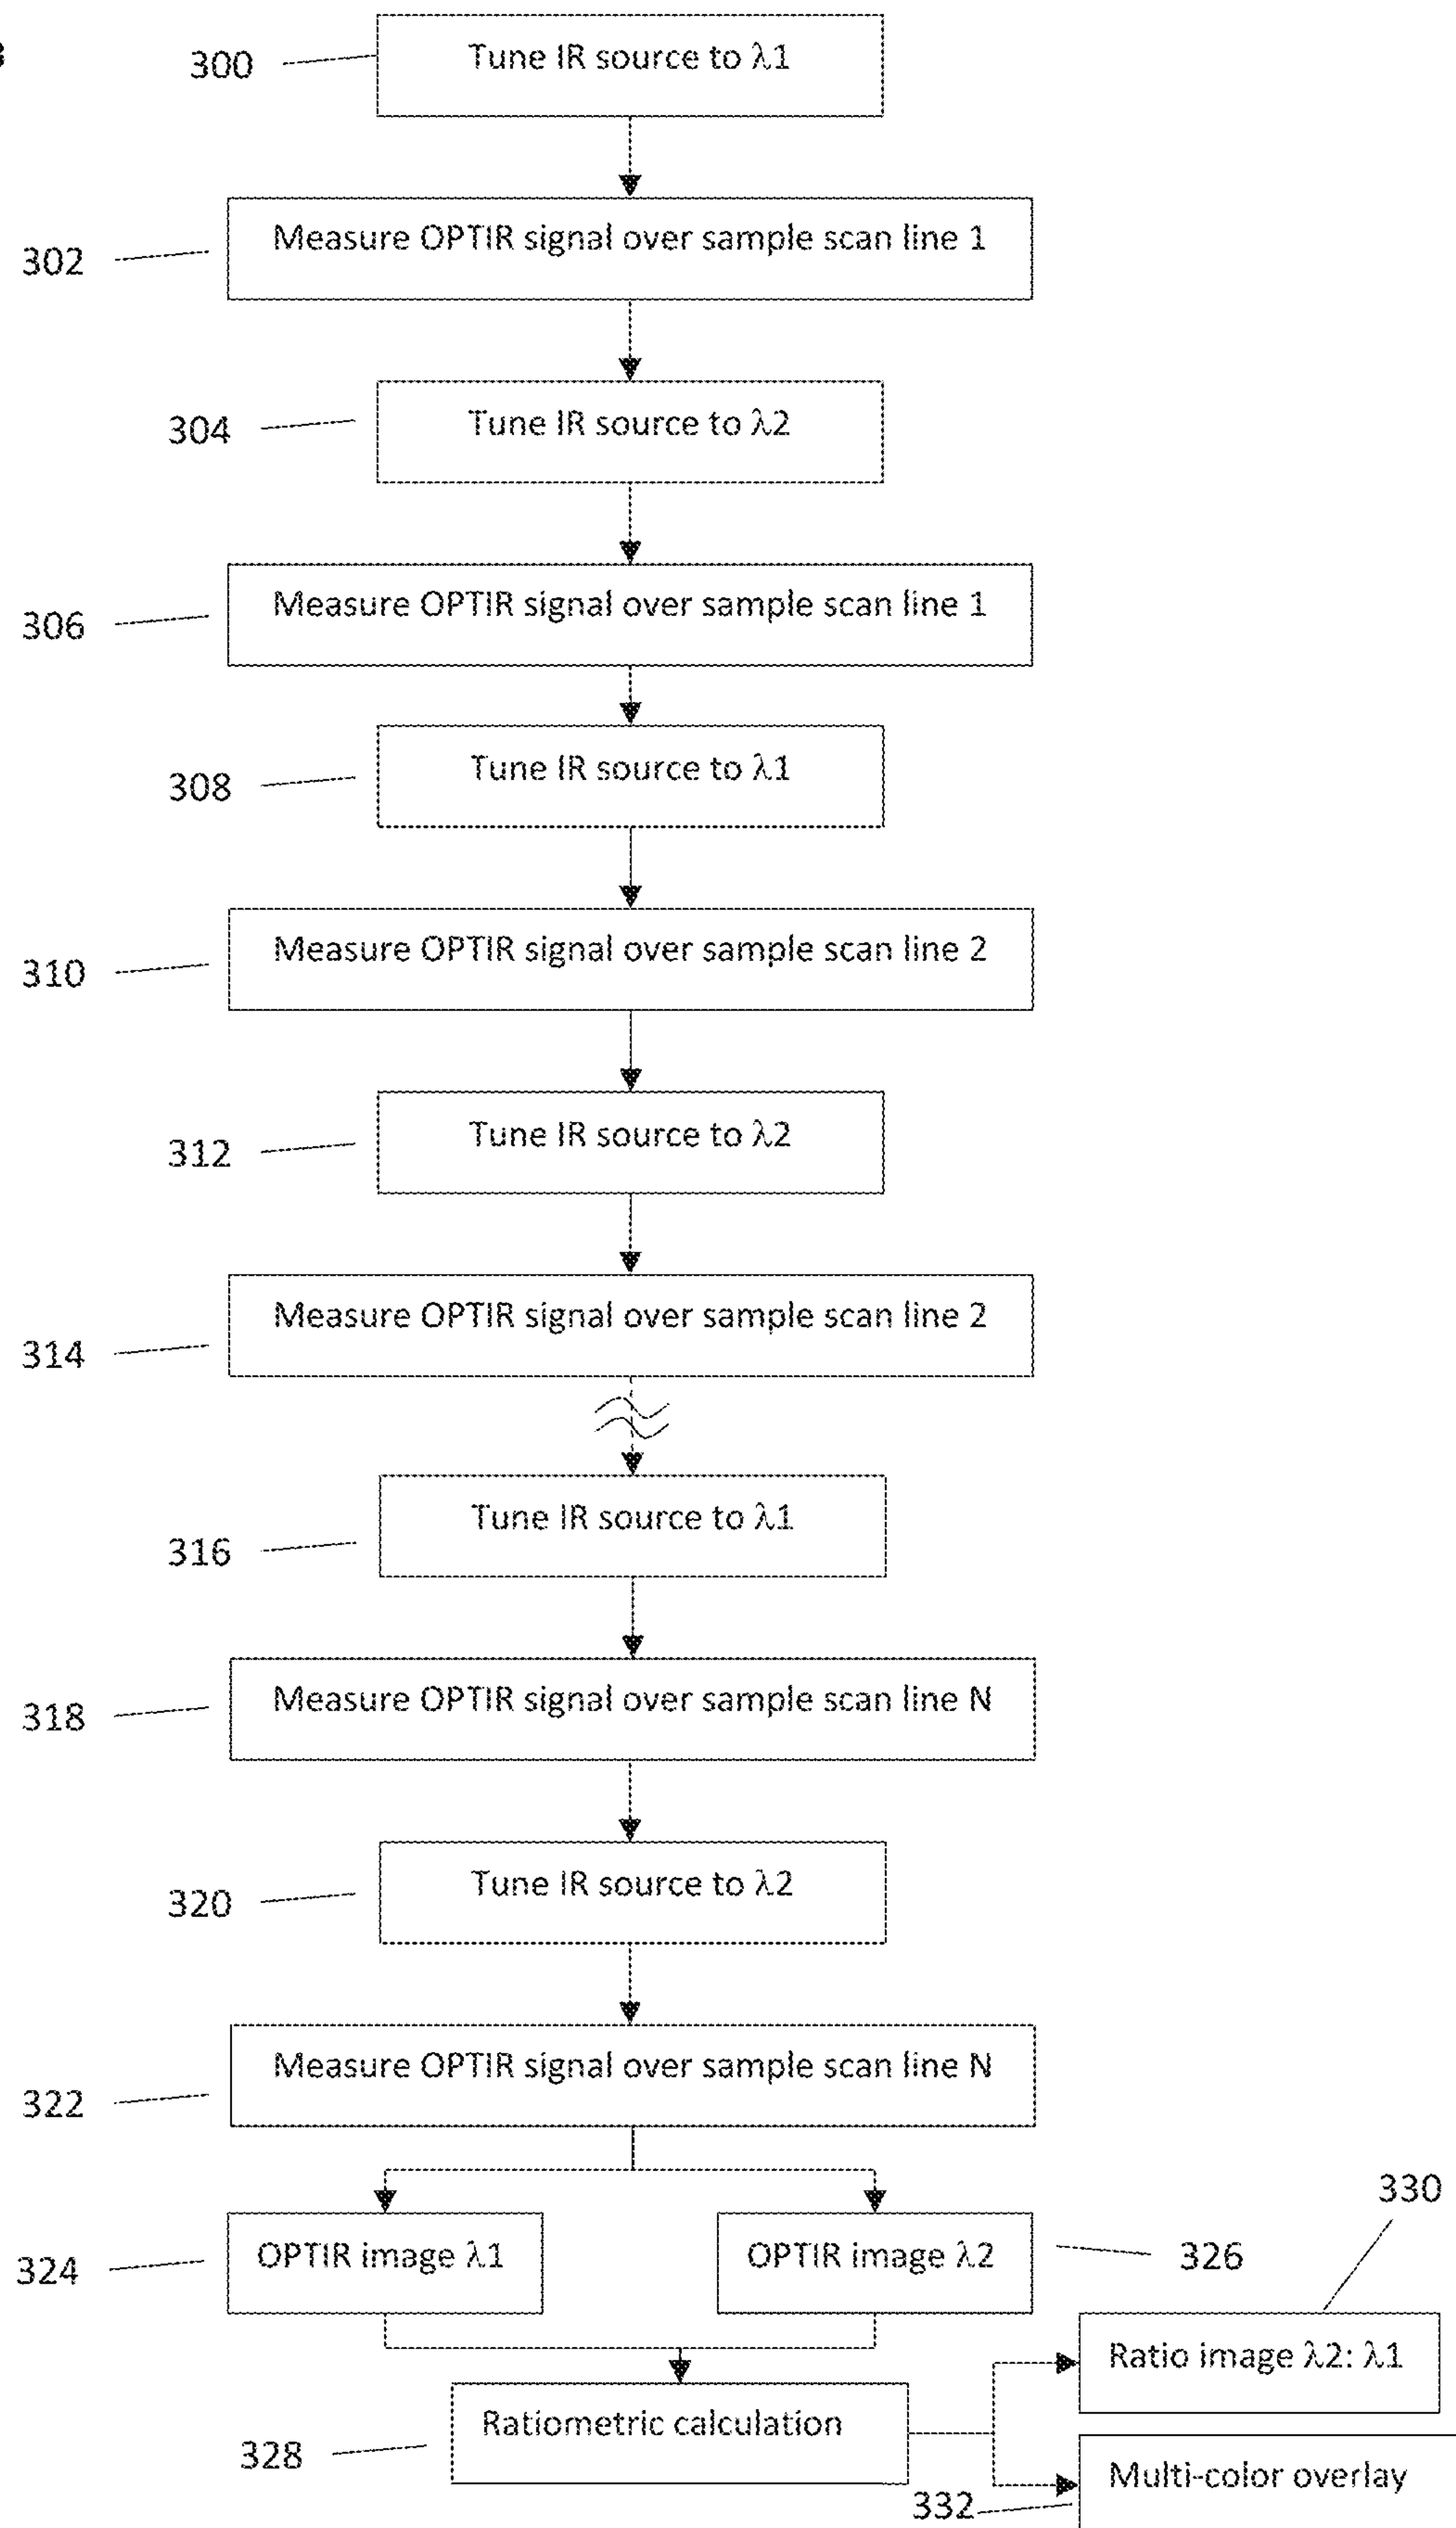 300
Tune IR source to λ1
302
Measure OPTIR signal over sample scan line 1
304
Tune IR source to λ2
306
Measure OPTIR signal over sample scan line 1
308
Tune IR source to λ1
310
Measure OPTIR signal over sample scan line 2
312
Tune IR source to λ2
314
Measure OPTIR signal over sample scan line 2
316
Tune IR source to λ1
318
Measure OPTIR signal over sample scan line N
320
Tune IR source to λ2
322
Measure OPTIR signal over sample scan line N
324
OPTIR image λ1
OPTIR image λ2
326
330
Ratio image λ2: λ1
328
Ratiometric calculation
332
Multi-color overlay